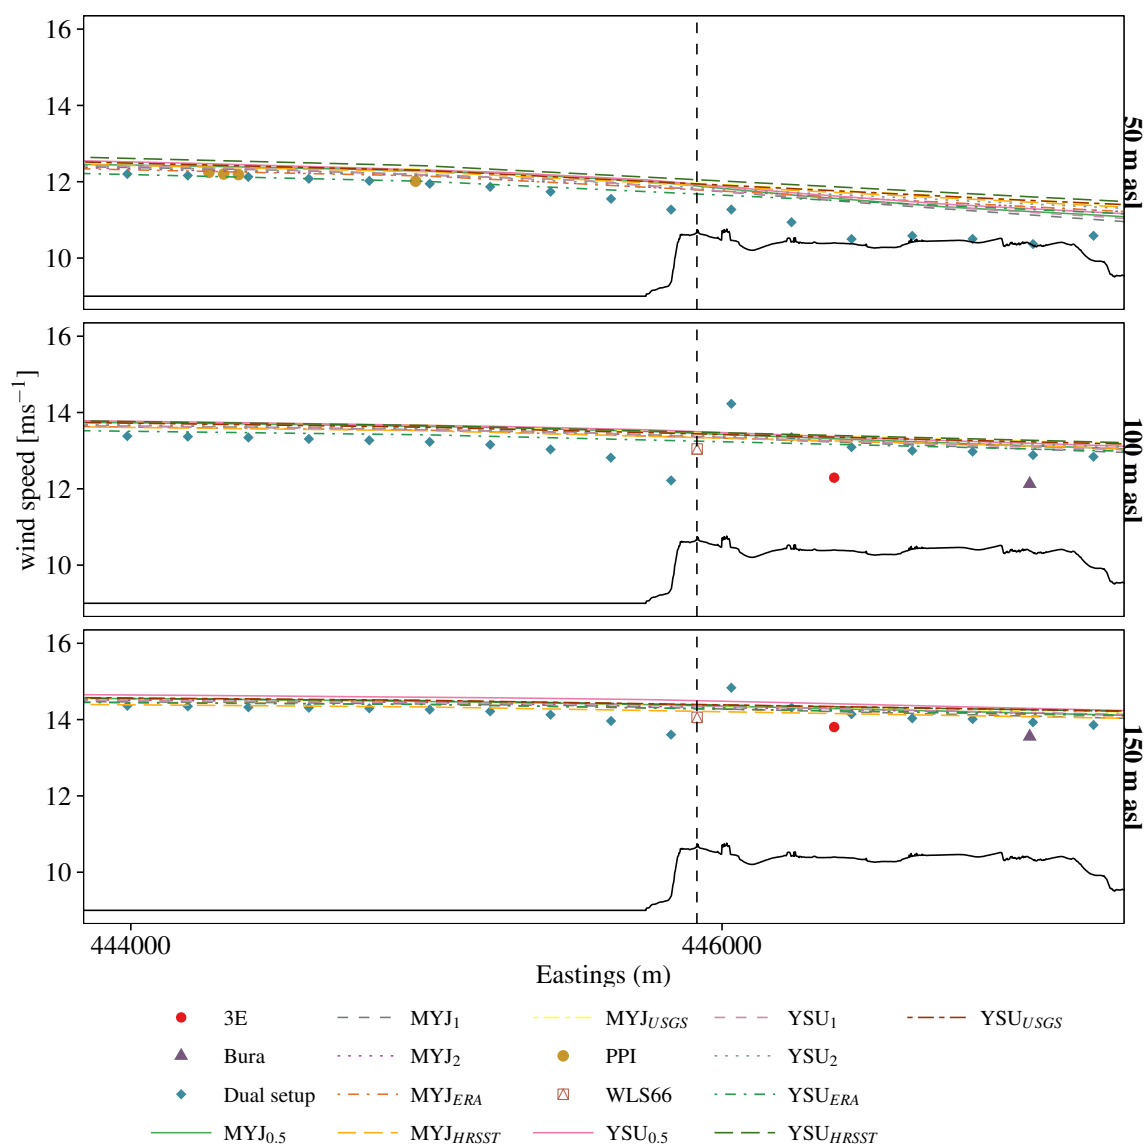 16
14
12
10
50 m asl
16
14
12
10
100 m asl
wind speed [ms⁻¹]
16
14
12
10
150 m asl
444000 446000
Eastings (m)
3E MYJ₁ MYJ_USGS YSU₁ YSU_USGS
Bura MYJ₂ PPI YSU₂
Dual setup MYJ_ERA WLS66 YSU_ERA
MYJ₀.₅ MYJ_HRSST YSU₀.₅ YSU_HRSST